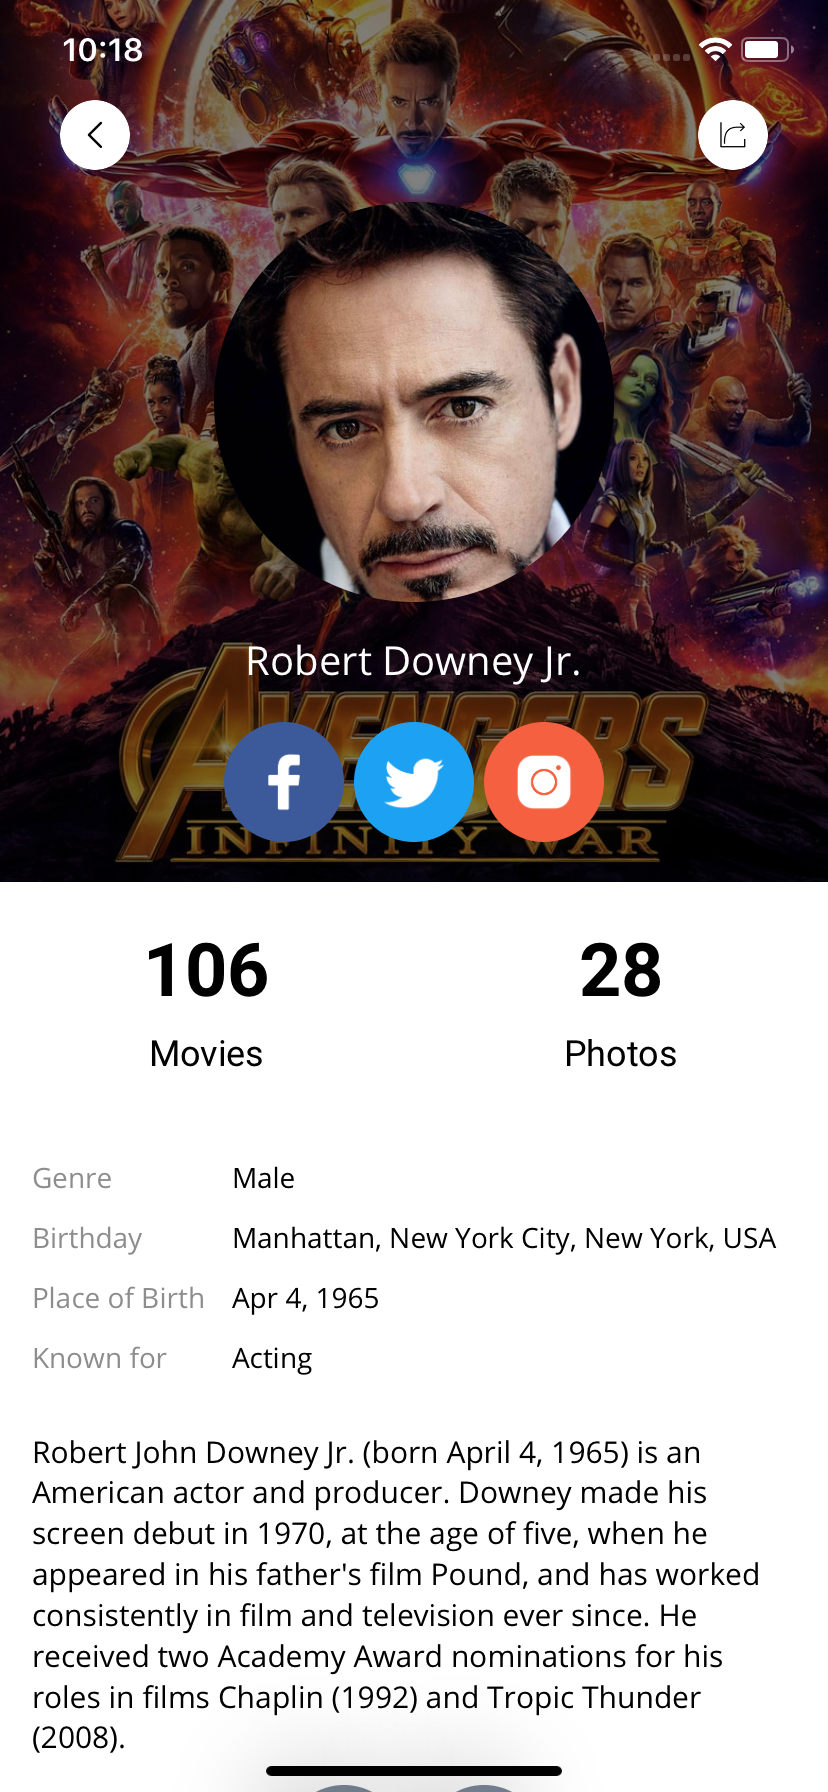 10:18
Robert Downey Jr.
AVENGERS
INFINITY WAR
106
28
Movies
Photos
Genre
Male
Birthday
Manhattan, New York City, New York, USA
Place of Birth
Apr 4, 1965
Known for
Acting
Robert John Downey Jr. (born April 4, 1965) is an
American actor and producer. Downey made his
screen debut in 1970, at the age of five, when he
appeared in his father's film Pound, and has worked
consistently in film and television ever since. He
received two Academy Award nominations for his
roles in films Chaplin (1992) and Tropic Thunder
(2008).